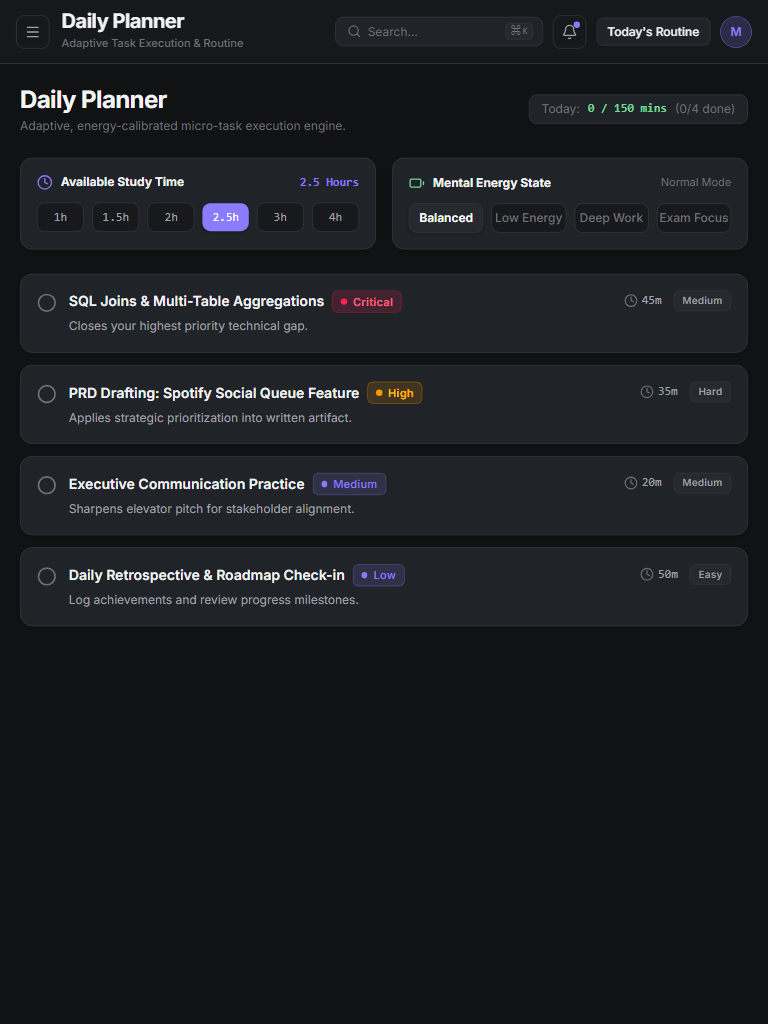 Daily Planner
Adaptive Task Execution & Routine
Search... ⌘K
Today's Routine
M
Daily Planner
Adaptive, energy-calibrated micro-task execution engine.
Today: 0 / 150 mins (0/4 done)
Available Study Time 2.5 Hours
1h 1.5h 2h 2.5h 3h 4h
Mental Energy State Normal Mode
Balanced Low Energy Deep Work Exam Focus
SQL Joins & Multi-Table Aggregations Critical 45m Medium
Closes your highest priority technical gap.
PRD Drafting: Spotify Social Queue Feature High 35m Hard
Applies strategic prioritization into written artifact.
Executive Communication Practice Medium 20m Medium
Sharpens elevator pitch for stakeholder alignment.
Daily Retrospective & Roadmap Check-in Low 50m Easy
Log achievements and review progress milestones.